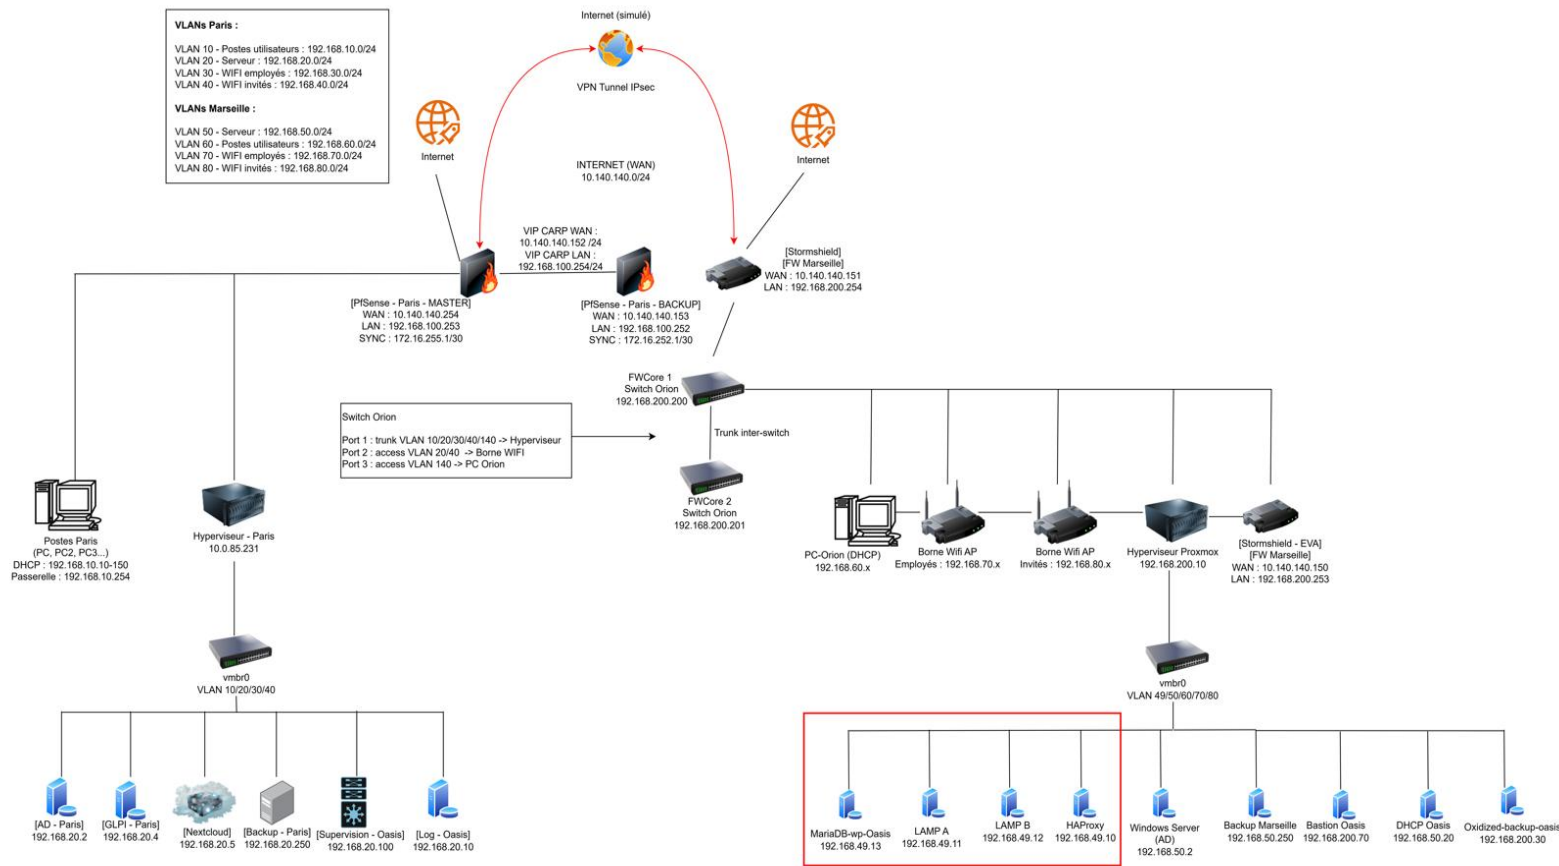 VLANs Paris :
VLAN 10 - Postes utilisateurs : 192.168.10.0/24
VLAN 20 - Serveur : 192.168.20.0/24
VLAN 30 - WIFI employés : 192.168.30.0/24
VLAN 40 - WIFI invités : 192.168.40.0/24
VLANs Marseille :
VLAN 50 - Serveur : 192.168.50.0/24
VLAN 60 - Postes utilisateurs : 192.168.60.0/24
VLAN 70 - WIFI employés : 192.168.70.0/24
VLAN 80 - WIFI invités : 192.168.80.0/24
Internet (simulé)
VPN Tunnel IPsec
Internet
Internet
INTERNET (WAN)
10.140.140.0/24
VIP CARP WAN :
10.140.140.152 /24
VIP CARP LAN :
192.168.100.254/24
[PfSense - Paris - MASTER]
WAN : 10.140.140.254
LAN : 192.168.100.253
SYNC : 172.16.255.1/30
[PfSense - Paris - BACKUP]
WAN : 10.140.140.153
LAN : 192.168.100.252
SYNC : 172.16.252.1/30
[Stormshield]
[FW Marseille]
WAN : 10.140.140.151
LAN : 192.168.200.254
FWCore 1
Switch Orion
192.168.200.200
Switch Orion
Port 1 : trunk VLAN 10/20/30/40/140 -> Hyperviseur
Port 2 : access VLAN 20/40 -> Borne WIFI
Port 3 : access VLAN 140 -> PC Orion
Trunk inter-switch
FWCore 2
Switch Orion
192.168.200.201
Postes Paris
(PC, PC2, PC3...)
DHCP : 192.168.10.10-150
Passerelle : 192.168.10.254
Hyperviseur - Paris
10.0.85.231
PC-Orion (DHCP)
192.168.60.x
Borne Wifi AP
Employés : 192.168.70.x
Borne Wifi AP
Invités : 192.168.80.x
Hyperviseur Proxmox
192.168.200.10
[Stormshield - EVA]
[FW Marseille]
WAN : 10.140.140.150
LAN : 192.168.200.253
vmbr0
VLAN 10/20/30/40
vmbr0
VLAN 49/50/60/70/80
[AD - Paris]
192.168.20.2
[GLPI - Paris]
192.168.20.4
[Nextcloud]
192.168.20.5
[Backup - Paris]
192.168.20.250
[Supervision - Oasis]
192.168.20.100
[Log - Oasis]
192.168.20.10
MariaDB-wp-Oasis
192.168.49.13
LAMP A
192.168.49.11
LAMP B
192.168.49.12
HAProxy
192.168.49.10
Windows Server
(AD)
192.168.50.2
Backup Marseille
192.168.50.250
Bastion Oasis
192.168.200.70
DHCP Oasis
192.168.50.20
Oxidized-backup-oasis
192.168.200.30